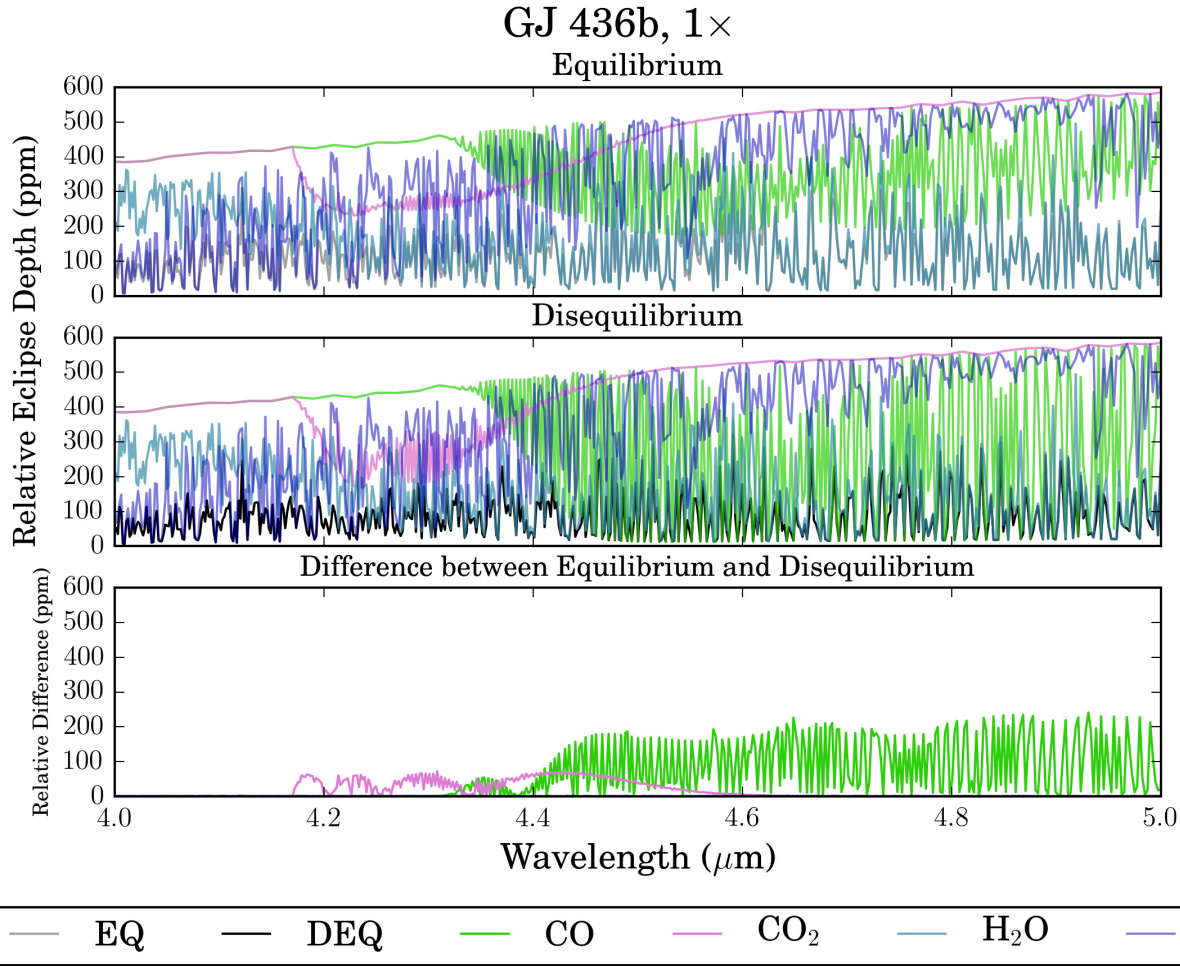 GJ 436b, 1×
Equilibrium
600
500
400
300
200
100
0
Disequilibrium
600
500
400
300
200
100
0
Relative Eclipse Depth (ppm)
Difference between Equilibrium and Disequilibrium
600
500
400
300
200
100
0
Relative Difference (ppm)
4.0 4.2 4.4 4.6 4.8 5.0
Wavelength (μm)
EQ DEQ CO CO₂ H₂O